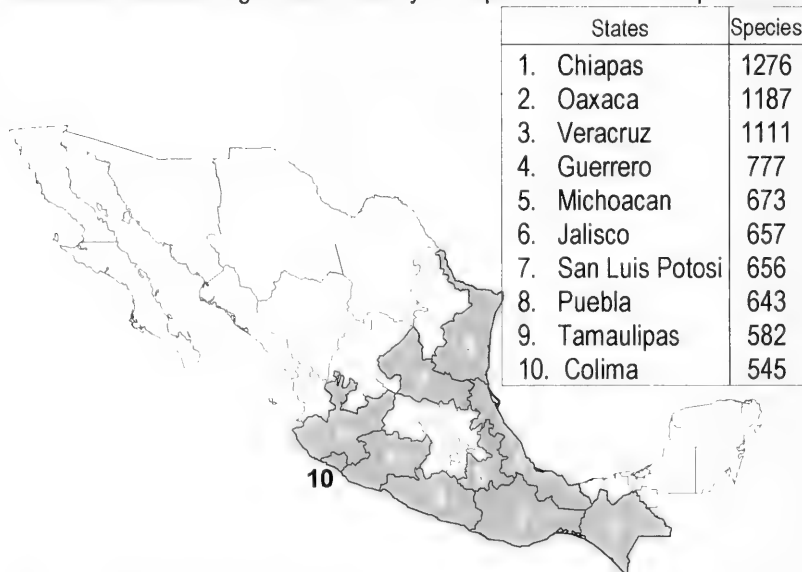 States Species
1. Chiapas 1276
2. Oaxaca 1187
3. Veracruz 1111
4. Guerrero 777
5. Michoacan 673
6. Jalisco 657
7. San Luis Potosi 656
8. Puebla 643
9. Tamaulipas 582
10. Colima 545
10